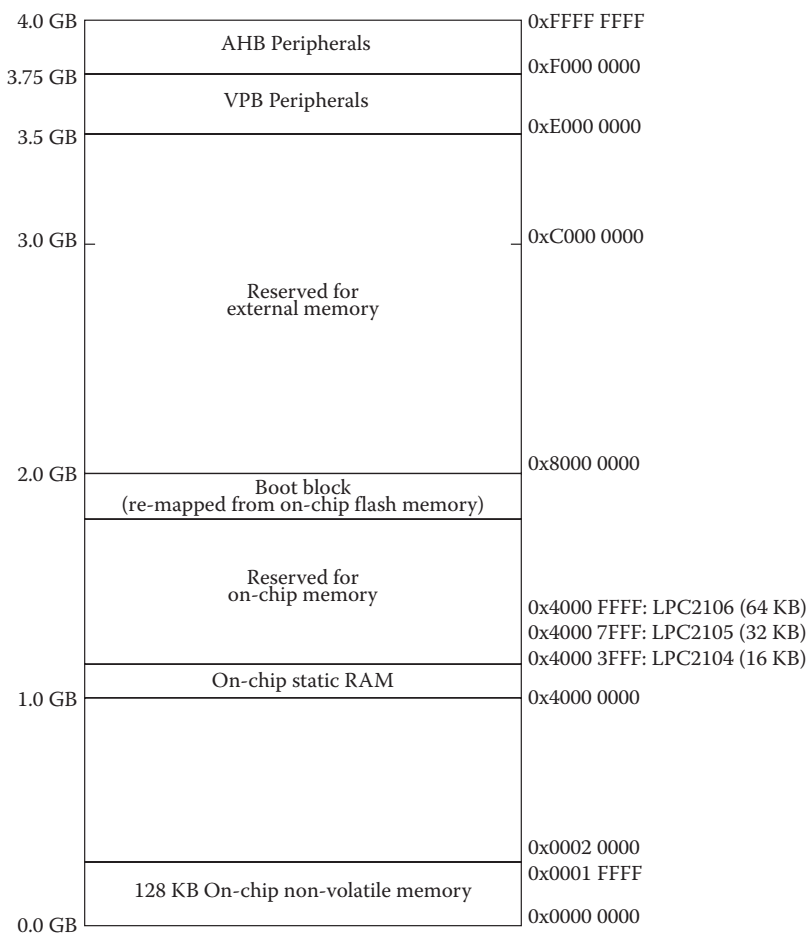 4.0 GB
0xFFFF FFFF
AHB Peripherals
0xF000 0000
3.75 GB
VPB Peripherals
0xE000 0000
3.5 GB
0xC000 0000
3.0 GB
Reserved for
external memory
0x8000 0000
2.0 GB
Boot block
(re-mapped from on-chip flash memory)
Reserved for
on-chip memory
0x4000 FFFF: LPC2106 (64 KB)
0x4000 7FFF: LPC2105 (32 KB)
0x4000 3FFF: LPC2104 (16 KB)
On-chip static RAM
1.0 GB
0x4000 0000
0x0002 0000
0x0001 FFFF
128 KB On-chip non-volatile memory
0x0000 0000
0.0 GB